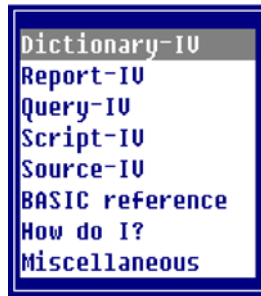 Dictionary-IV
Report-IV
Query-IV
Script-IV
Source-IV
BASIC reference
How do I?
Miscellaneous